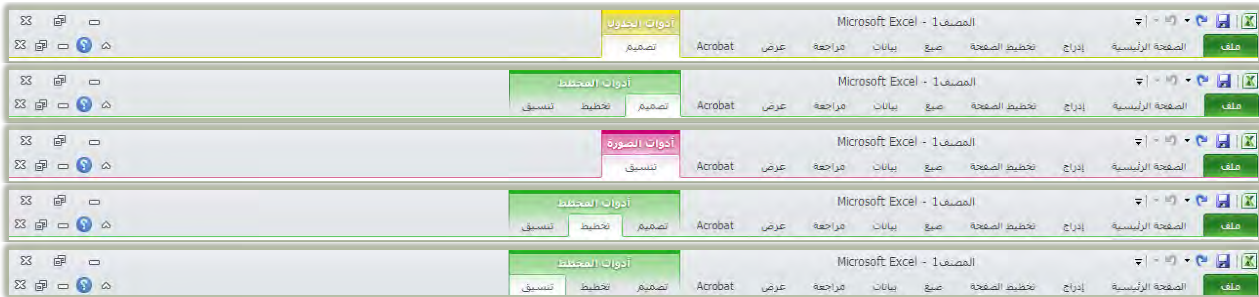 المصنف1 - Microsoft Excel أدوات الجدول
ملف الصفحة الرئيسية إدراج تخطيط الصفحة صيغ بيانات مراجعة عرض Acrobat تصميم
المصنف1 - Microsoft Excel أدوات المخطط
ملف الصفحة الرئيسية إدراج تخطيط الصفحة صيغ بيانات مراجعة عرض Acrobat تصميم تخطيط تنسيق
المصنف1 - Microsoft Excel أدوات الصورة
ملف الصفحة الرئيسية إدراج تخطيط الصفحة صيغ بيانات مراجعة عرض Acrobat تنسيق
المصنف1 - Microsoft Excel أدوات المخطط
ملف الصفحة الرئيسية إدراج تخطيط الصفحة صيغ بيانات مراجعة عرض Acrobat تصميم تخطيط تنسيق
المصنف1 - Microsoft Excel أدوات المخطط
ملف الصفحة الرئيسية إدراج تخطيط الصفحة صيغ بيانات مراجعة عرض Acrobat تصميم تخطيط تنسيق